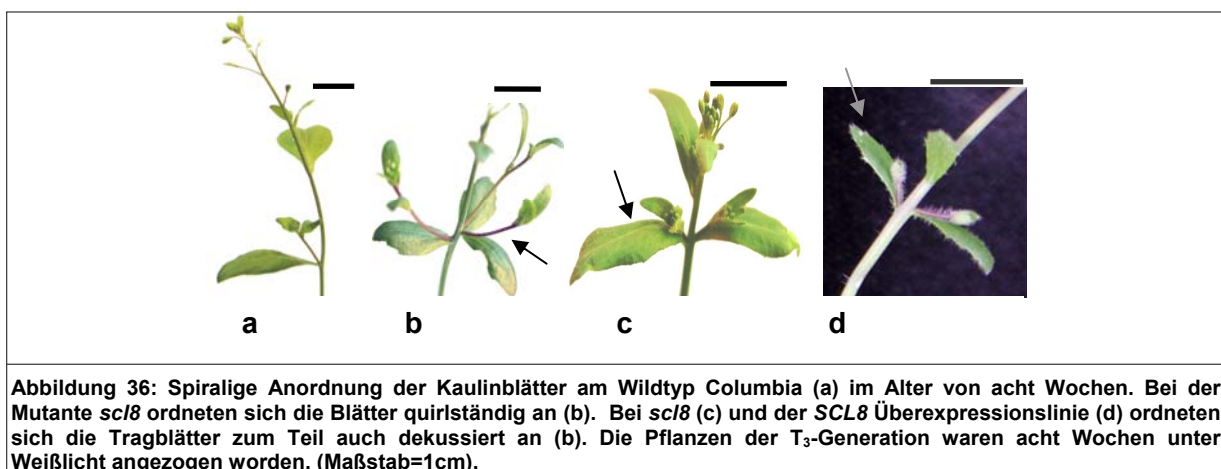 a b c d
Abbildung 36: Spiralige Anordnung der Kaulinblätter am Wildtyp Columbia (a) im Alter von acht Wochen. Bei der
Mutante scl8 ordneten sich die Blätter quirlständig an (b). Bei scl8 (c) und der SCL8 Überexpressionslinie (d) ordneten
sich die Tragblätter zum Teil auch dekussiert an (b). Die Pflanzen der T₃-Generation waren acht Wochen unter
Weißlicht angezogen worden. (Maßstab=1cm).